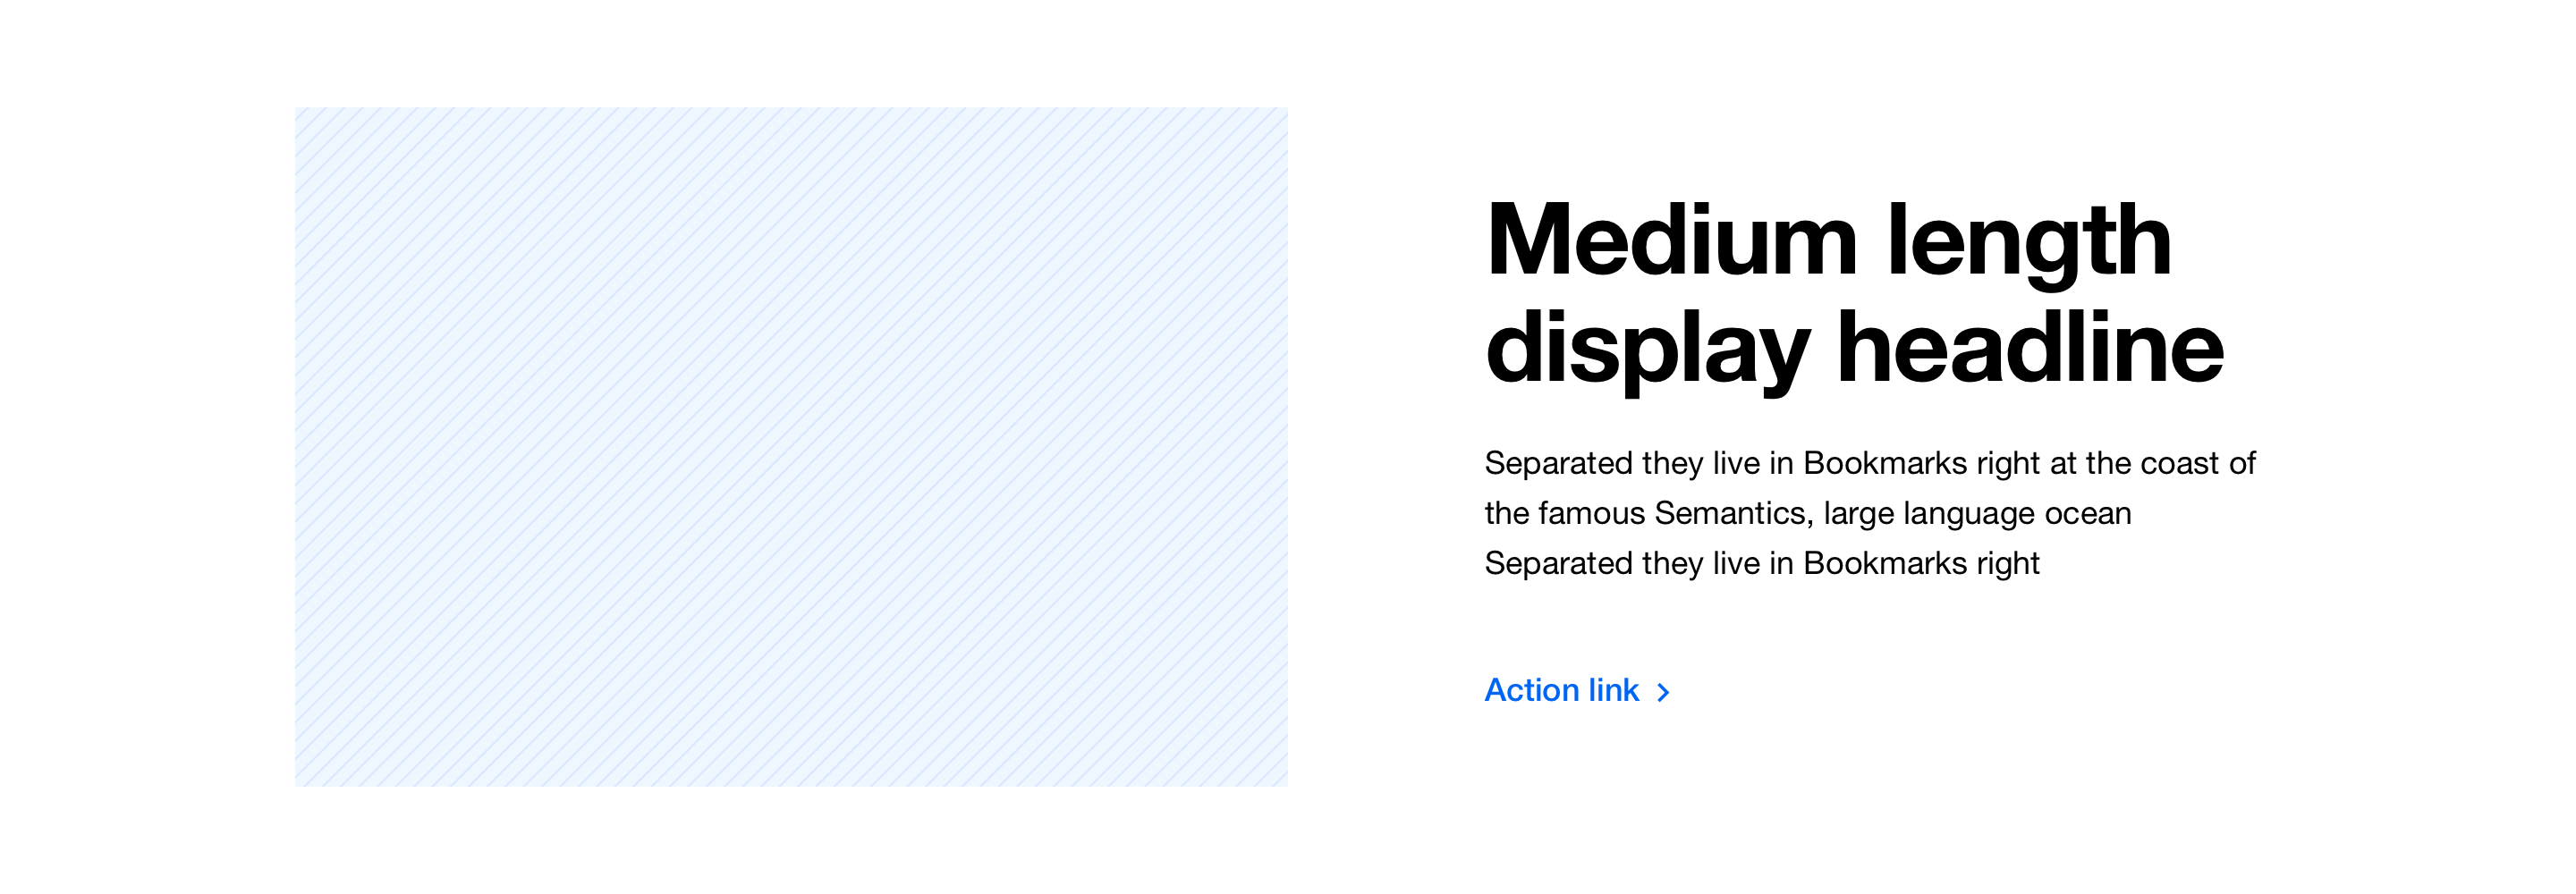 Medium length
display headline
Separated they live in Bookmarks right at the coast of
the famous Semantics, large language ocean
Separated they live in Bookmarks right
Action link